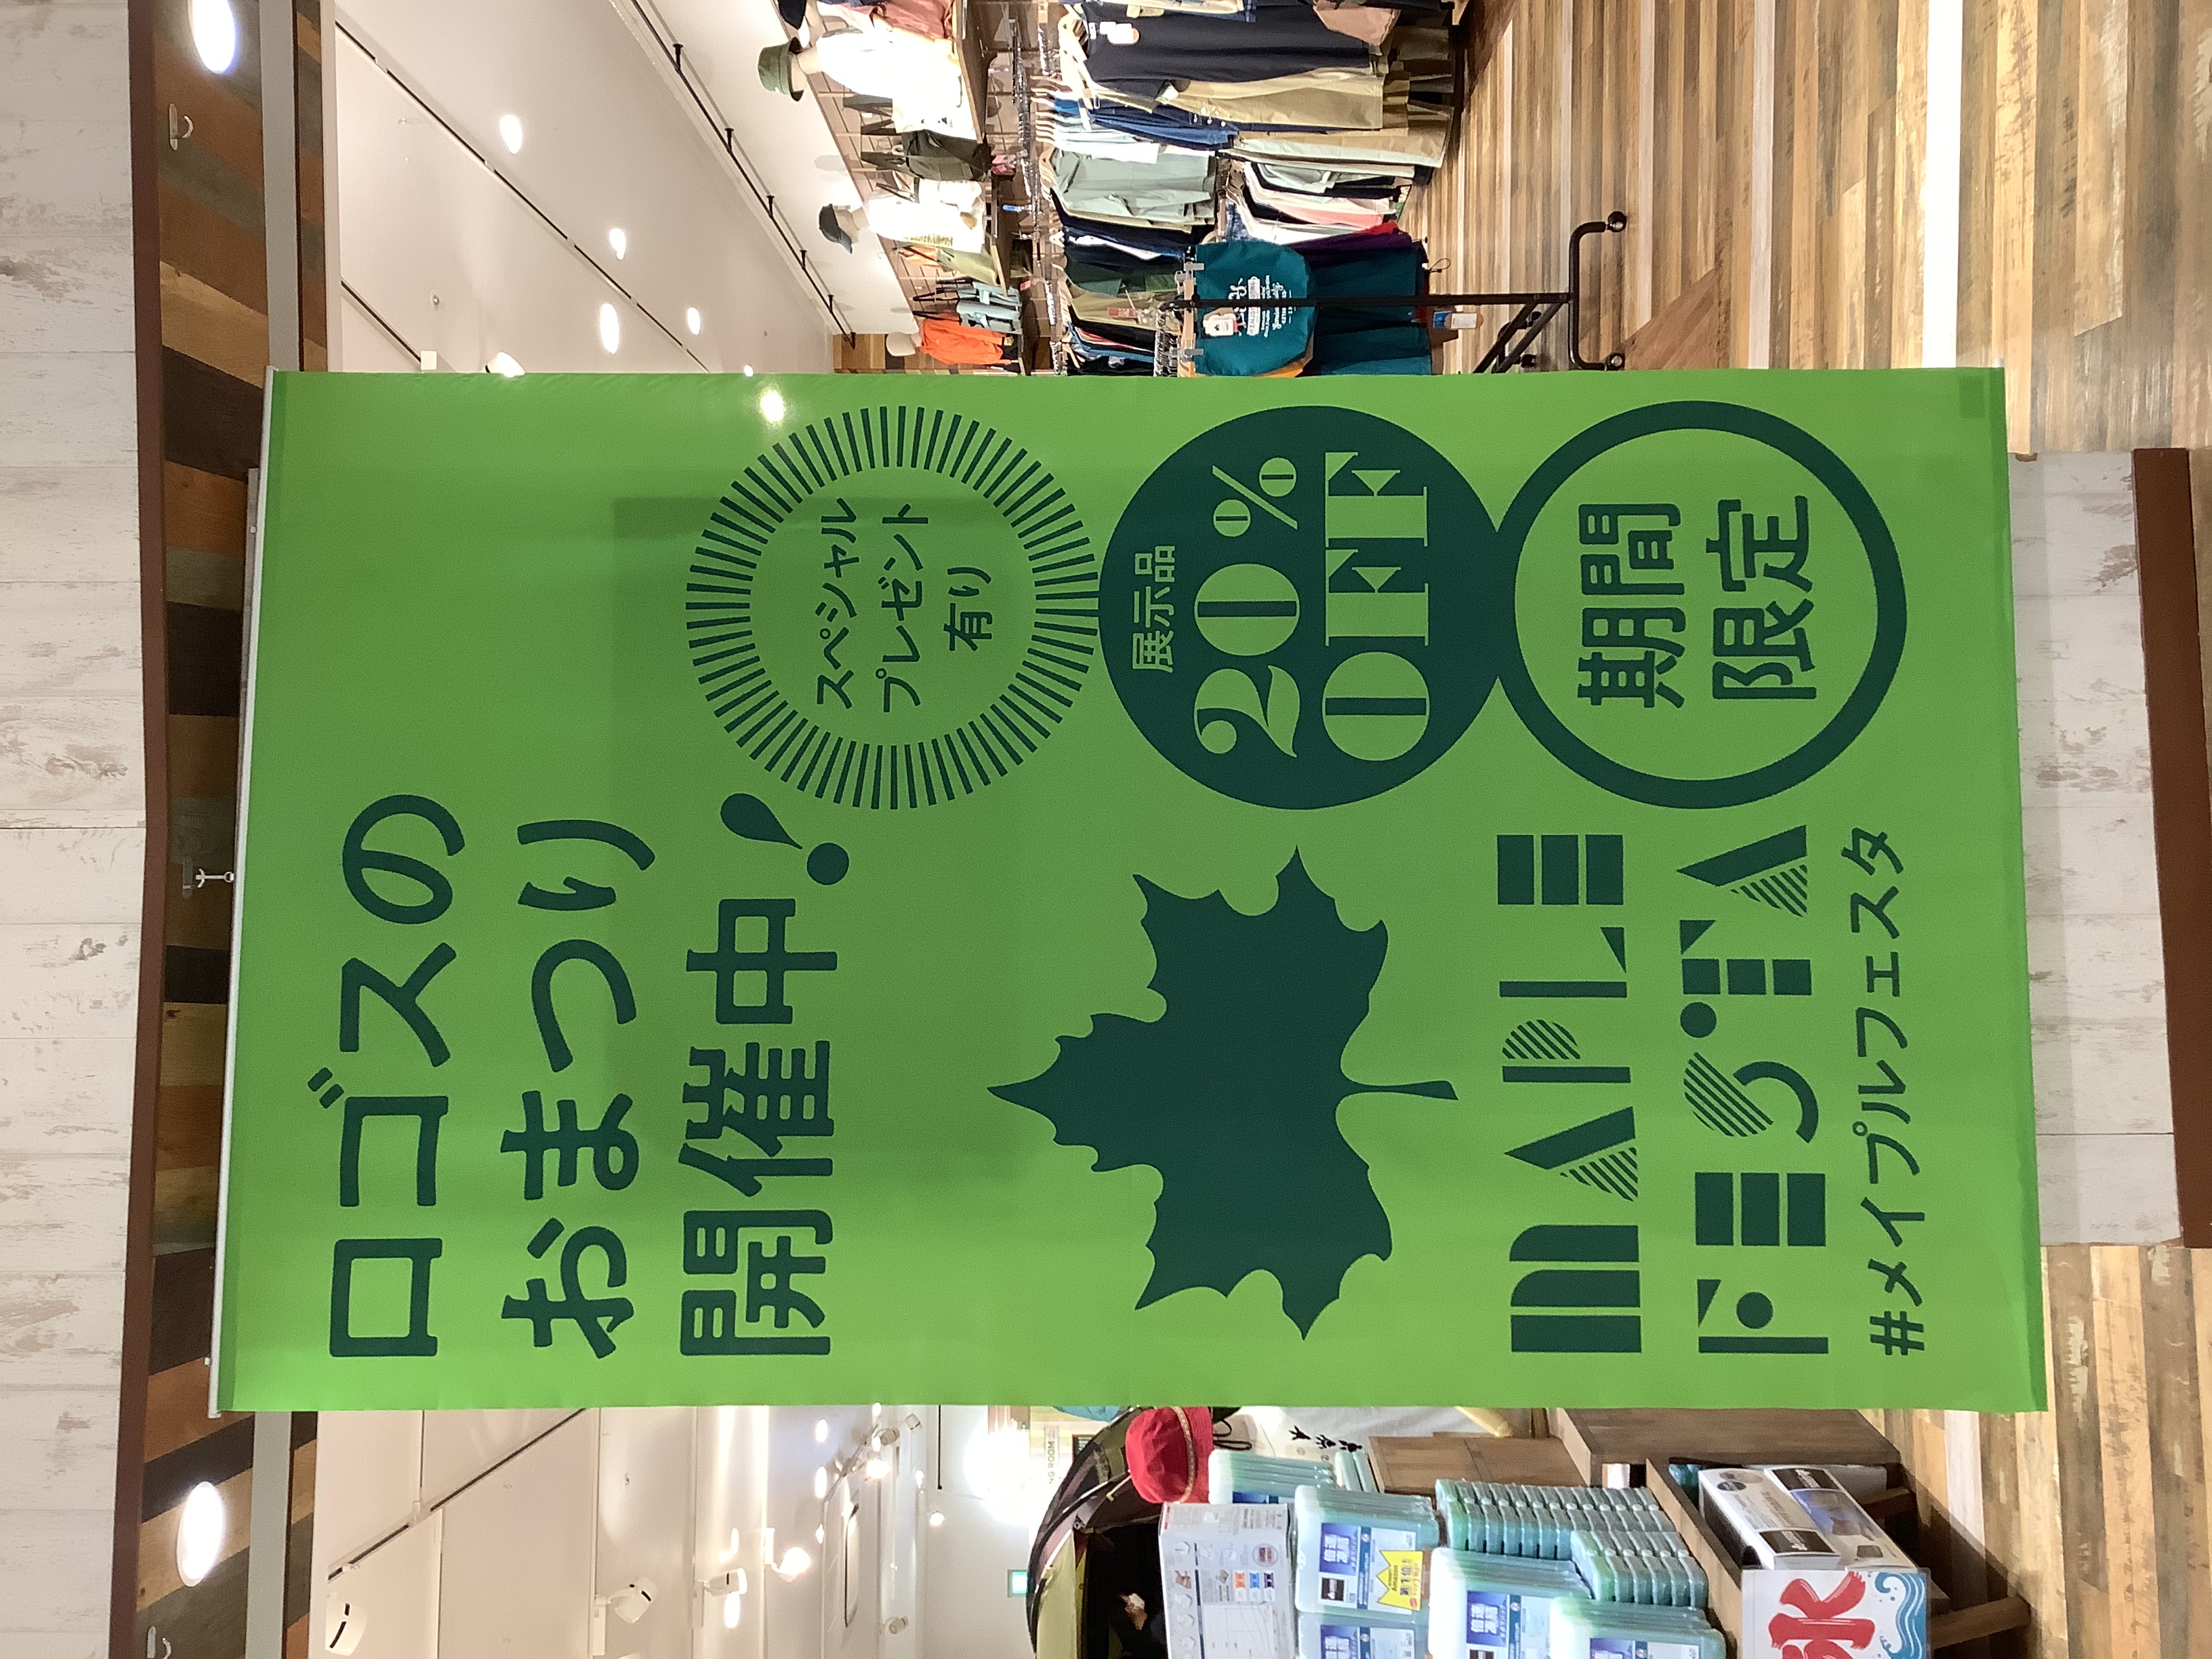 ロゴスの
おまつり
開催中!
スペシャル
プレゼント
有り
展示品
20%
OFF
期間
限定
MAPLE
FESTA
#メイプルフェスタ
氷